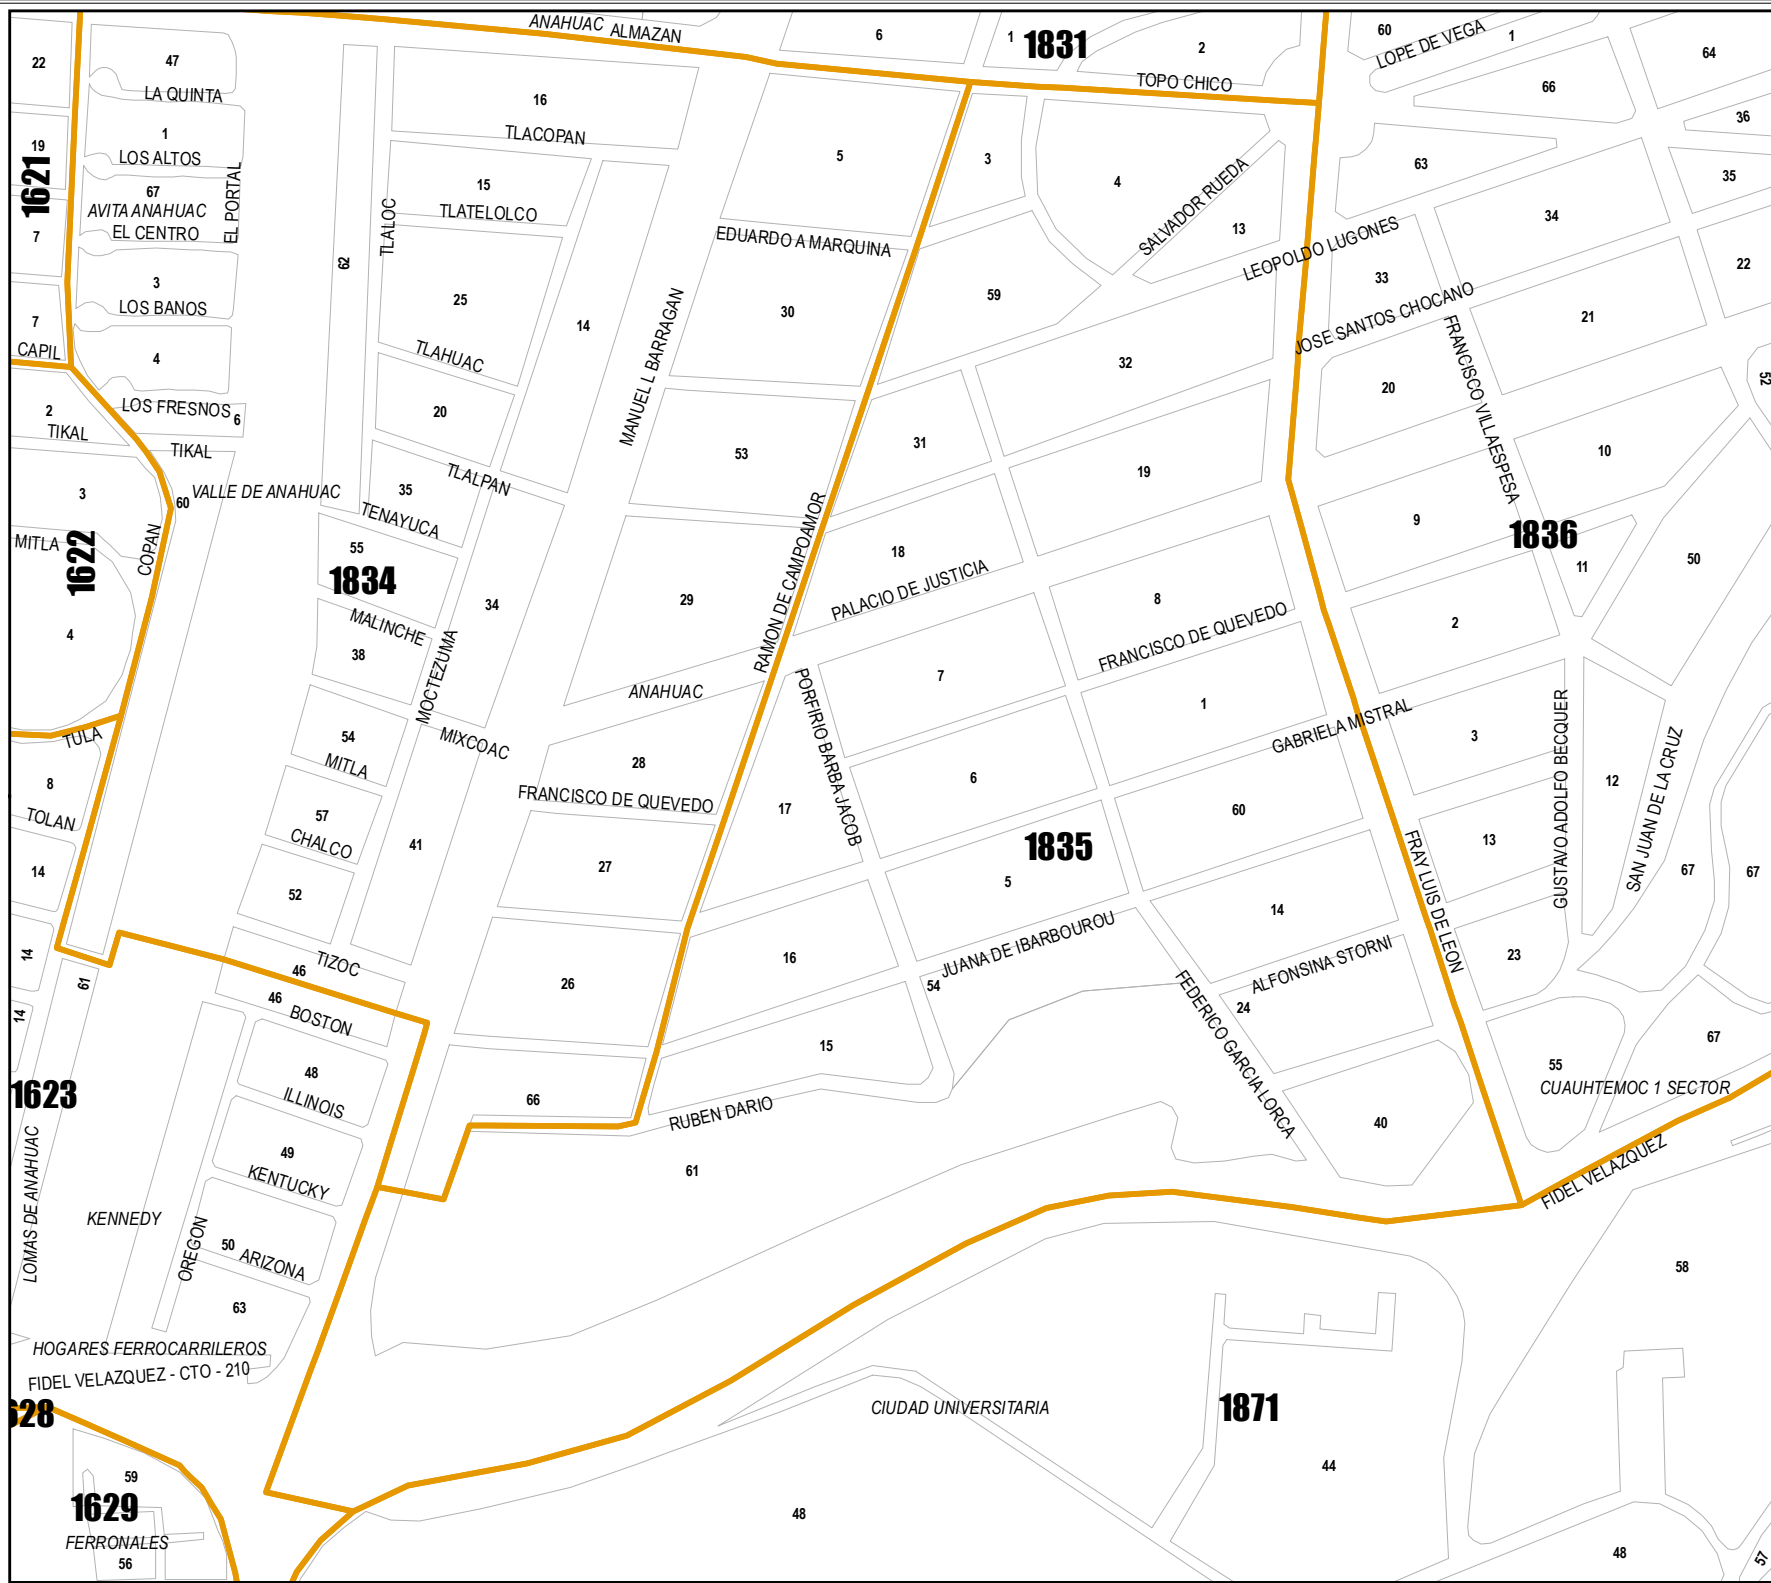 ANAHUAC ALMAZAN
6
1
1831
2
60
LOPE DE VEGA
1
64
22
47
LA QUINTA
TOPO CHICO
66
36
16
TLACOPAN
19
1
LOS ALTOS
5
3
4
63
35
1621
67
AVITA ANAHUAC
EL CENTRO
EL PORTAL
15
TLATELOLCO
TLALOC
SALVADOR RUEDA
13
34
7
EDUARDO A MARQUINA
LEOPOLDO LUGONES
62
3
LOS BANOS
25
14
MANUEL L BARRAGAN
30
59
33
JOSE SANTOS CHOCANO
22
21
7
CAPIL
4
TLAHUAC
32
FRANCISCO VILLAESPESA
20
52
2
TIKAL
LOS FRESNOS
6
TIKAL
20
53
31
19
10
3
60
VALLE DE ANAHUAC
35
TLALPAN
TENAYUCA
RAMON DE CAMPOAMOR
18
9
1836
50
MITLA
1622
COPAN
55
1834
34
29
PALACIO DE JUSTICIA
8
11
4
MALINCHE
38
MOCTEZUMA
FRANCISCO DE QUEVEDO
2
7
ANAHUAC
PORFIRIO BARBA JACOB
1
GABRIELA MISTRAL
GUSTAVO ADOLFO BECQUER
TULA
54
MITLA
MIXCOAC
28
6
3
12
SAN JUAN DE LA CRUZ
8
TOLAN
57
CHALCO
41
FRANCISCO DE QUEVEDO
17
60
13
1835
FRAY LUIS DE LEON
14
52
27
5
14
67
67
14
TIZOC
46
46
BOSTON
61
26
16
54
JUANA DE IBARBOUROU
FEDERICO GARCIA LORCA
24
ALFONSINA STORNI
23
14
48
ILLINOIS
15
67
1623
66
RUBEN DARIO
55
CUAUHTEMOC 1 SECTOR
49
KENTUCKY
61
40
FIDEL VELAZQUEZ
LOMAS DE ANAHUAC
KENNEDY
OREGON
50
ARIZONA
58
63
HOGARES FERROCARRILEROS
FIDEL VELAZQUEZ - CTO - 210
628
CIUDAD UNIVERSITARIA
1871
59
1629
FERRONALES
56
44
48
48
57